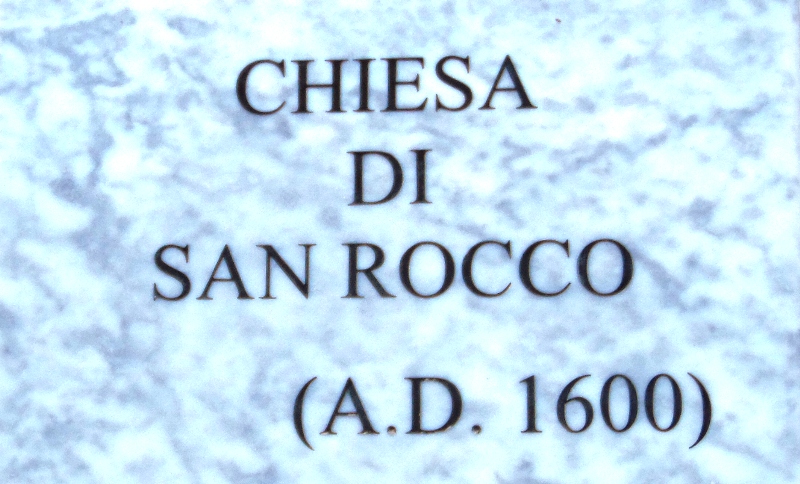 CHIESA
DI
SAN ROCCO
(A.D. 1600)